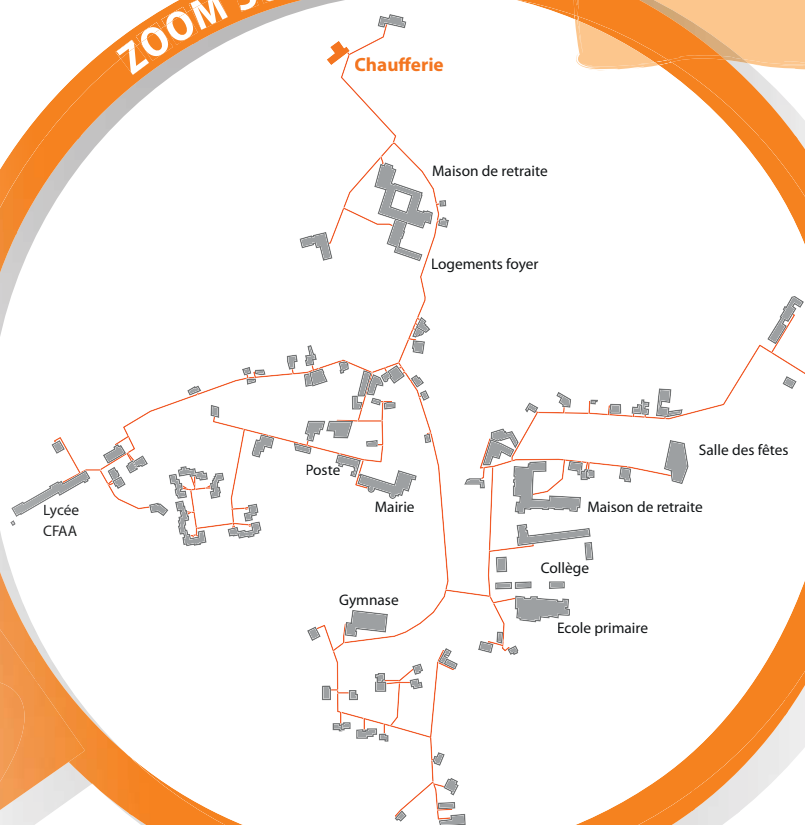 ZOOM
Chaufferie
Maison de retraite
Logements foyer
Salle des fêtes
Poste
Mairie
Maison de retraite
Lycée
CFAA
Collège
Gymnase
Ecole primaire